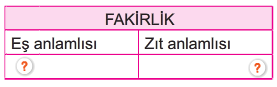 FAKİRLİK
Eş anlamlısı Zıt anlamlısı
? ?